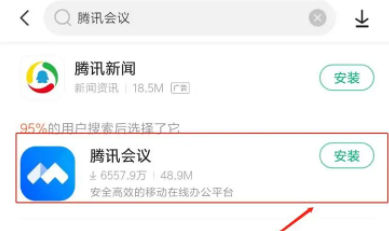 腾讯会议
腾讯新闻
新闻资讯 | 18.5M 广告
安装
95%的用户搜索后选择了它
腾讯会议
6557.9万 | 48.9M
安全高效的移动在线办公平台
安装